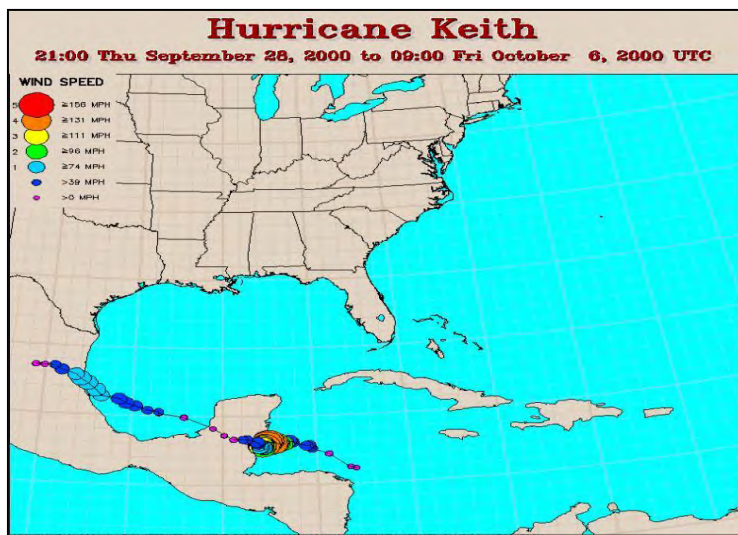 Hurricane Keith
21:00 Thu September 28, 2000 to 09:00 Fri October 6, 2000 UTC
WIND SPEED
5 ≥156 MPH
4 ≥131 MPH
3 ≥111 MPH
2 ≥96 MPH
1 ≥74 MPH
>39 MPH
>0 MPH